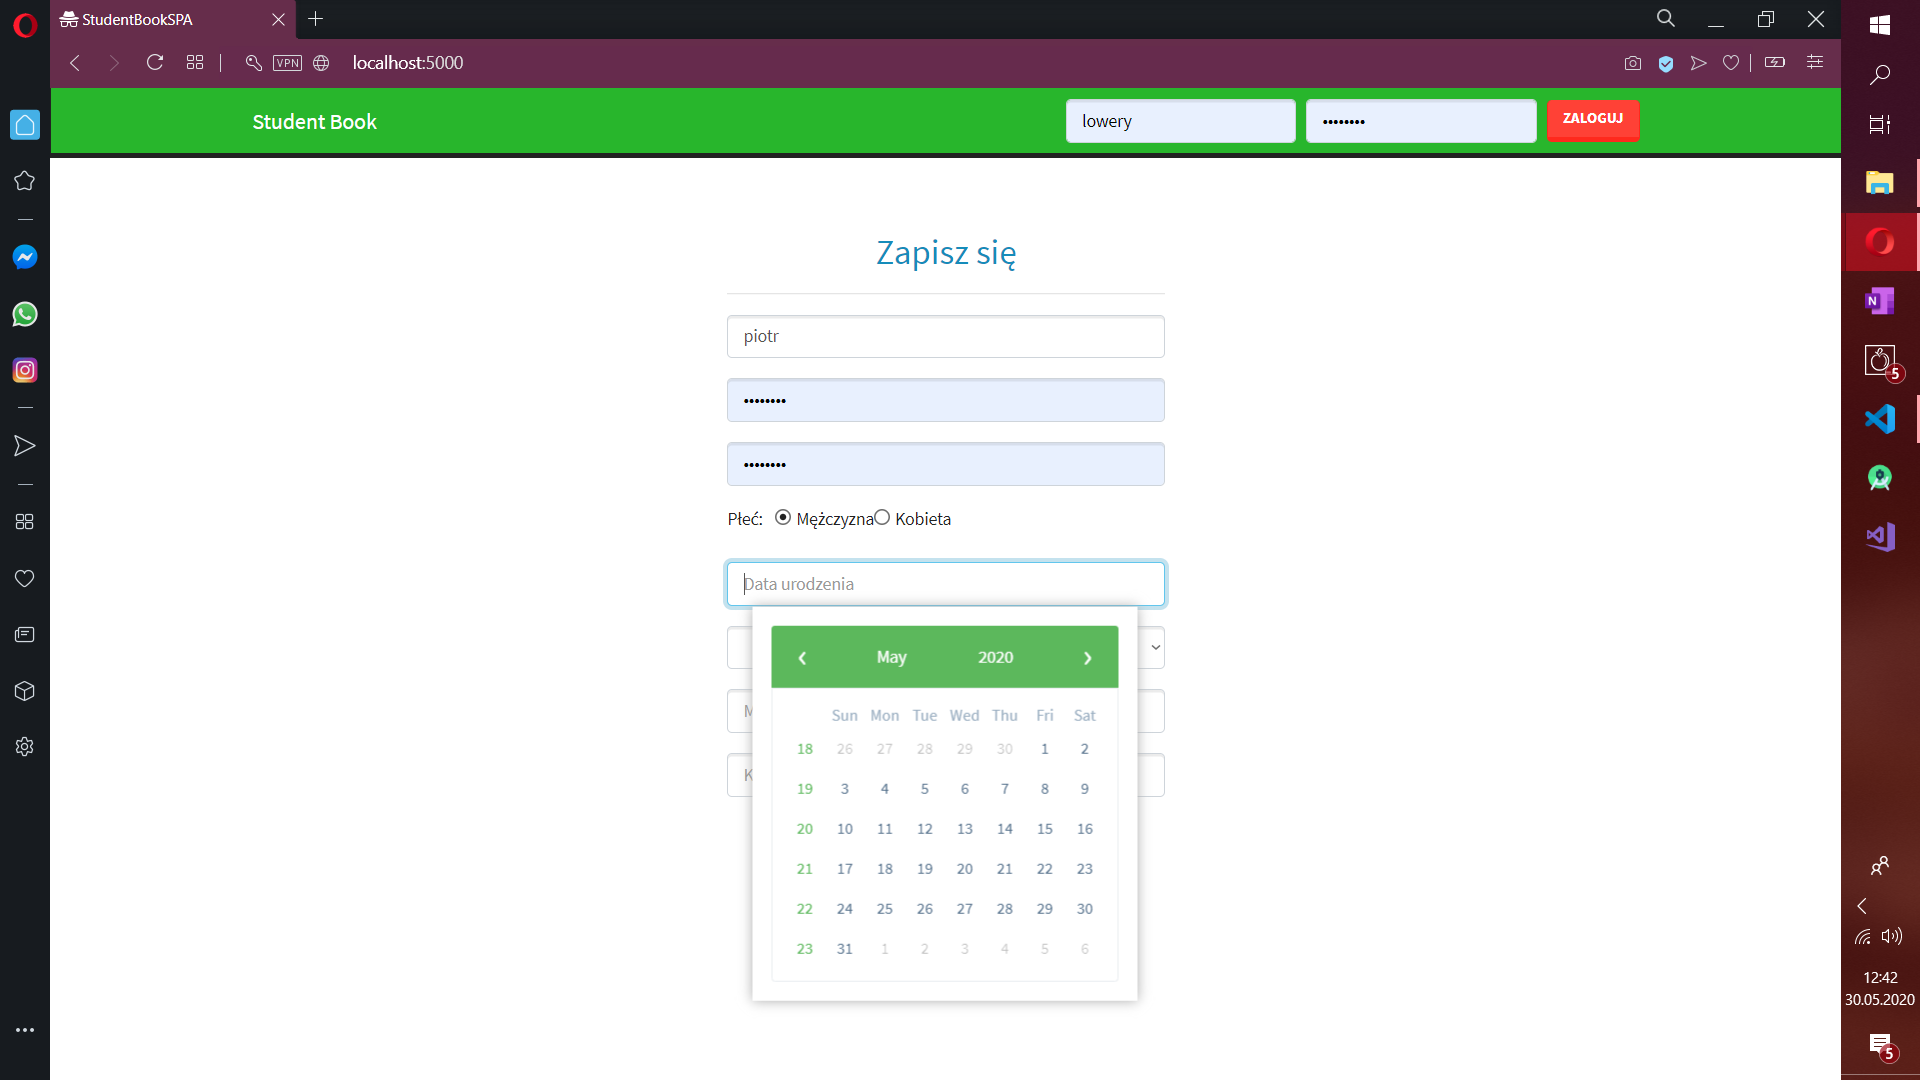 StudentBookSPA
VPN
localhost:5000
Student Book
lowery
••••••••
ZALOGUJ
Zapisz się
piotr
••••••••
••••••••
Płeć: Mężczyzna Kobieta
Data urodzenia
May 2020
Sun Mon Tue Wed Thu Fri Sat
18 26 27 28 29 30 1 2
19 3 4 5 6 7 8 9
20 10 11 12 13 14 15 16
21 17 18 19 20 21 22 23
22 24 25 26 27 28 29 30
23 31 1 2 3 4 5 6
N
5
12:42
30.05.2020
5